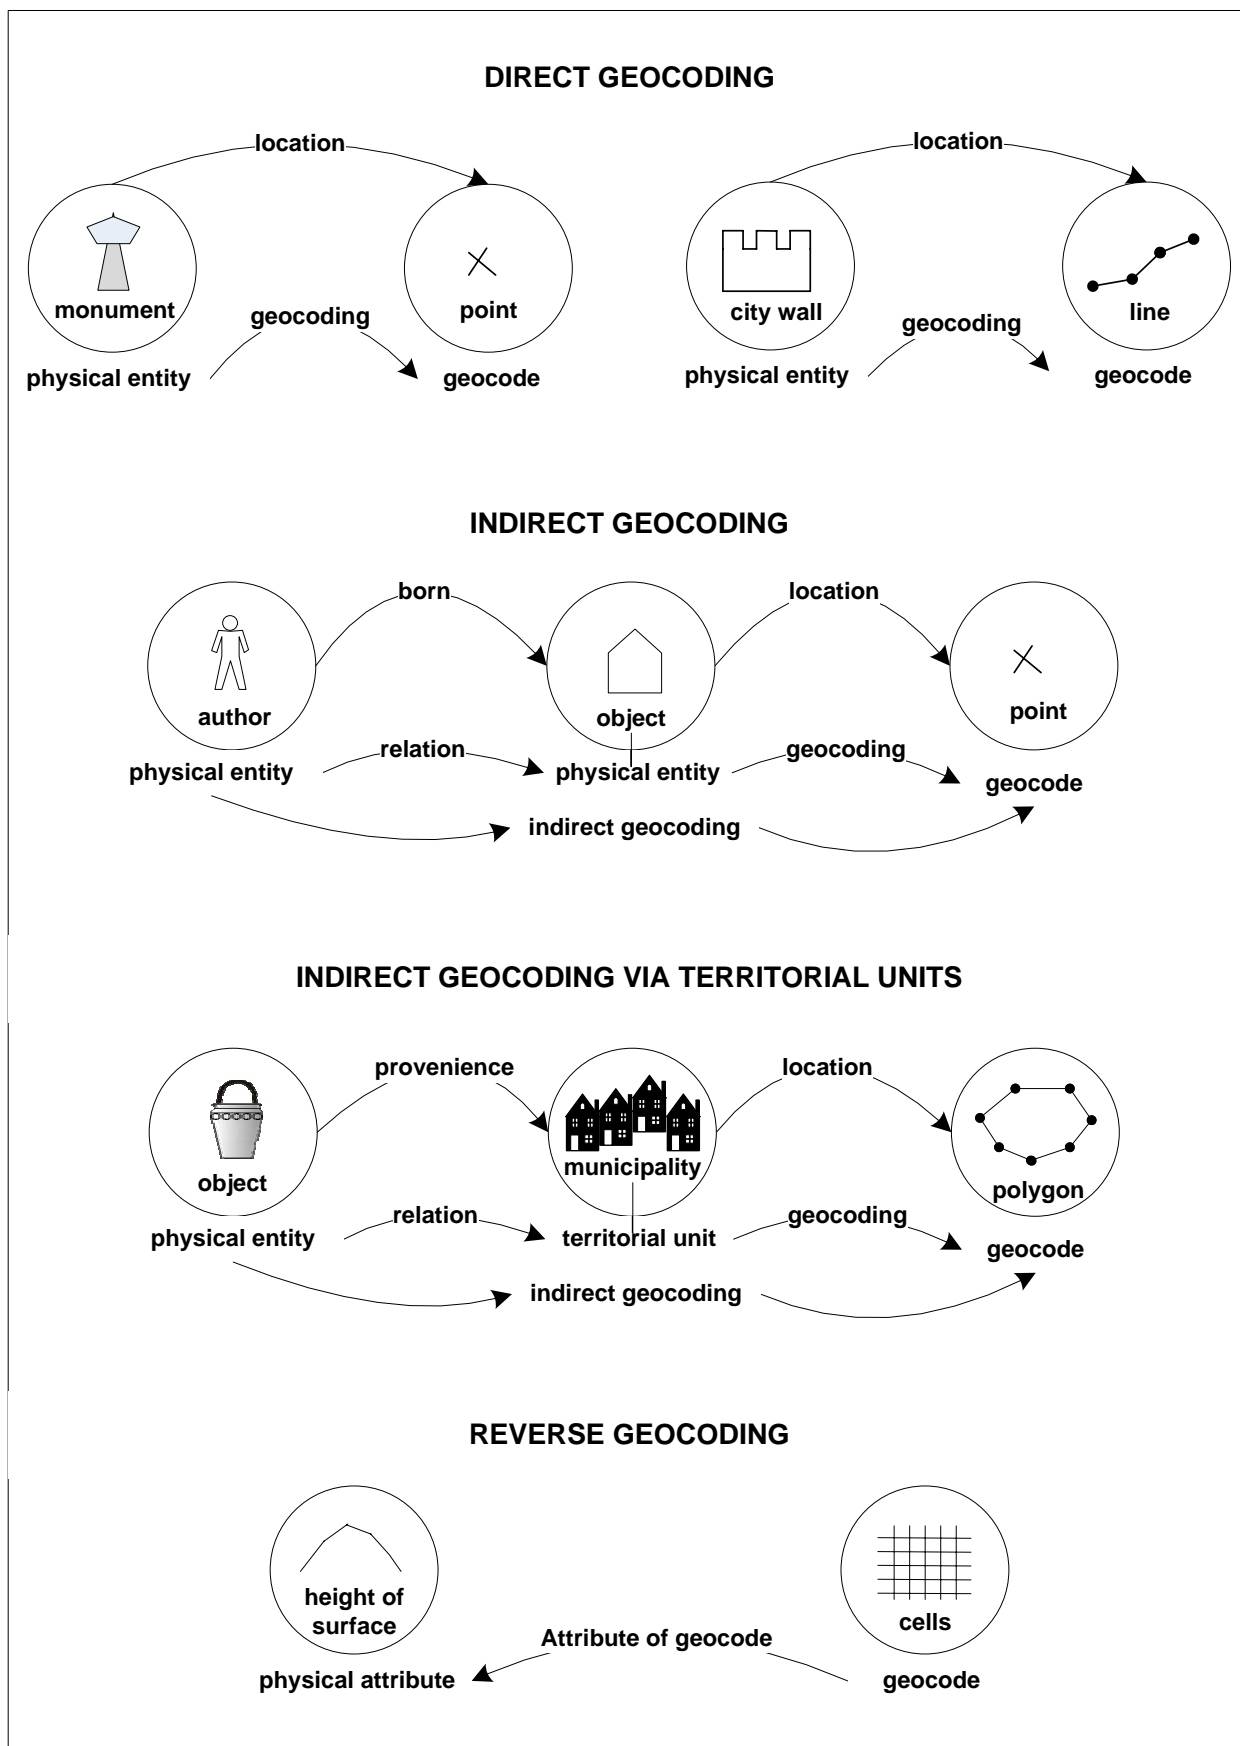 DIRECT GEOCODING
location
location
monument
point
city wall
line
geocoding
geocoding
physical entity
geocode
physical entity
geocode
INDIRECT GEOCODING
born
location
author
object
point
relation
geocoding
physical entity
physical entity
geocode
indirect geocoding
INDIRECT GEOCODING VIA TERRITORIAL UNITS
provenience
location
object
municipality
polygon
relation
geocoding
physical entity
territorial unit
geocode
indirect geocoding
REVERSE GEOCODING
height of
surface
cells
Attribute of geocode
physical attribute
geocode